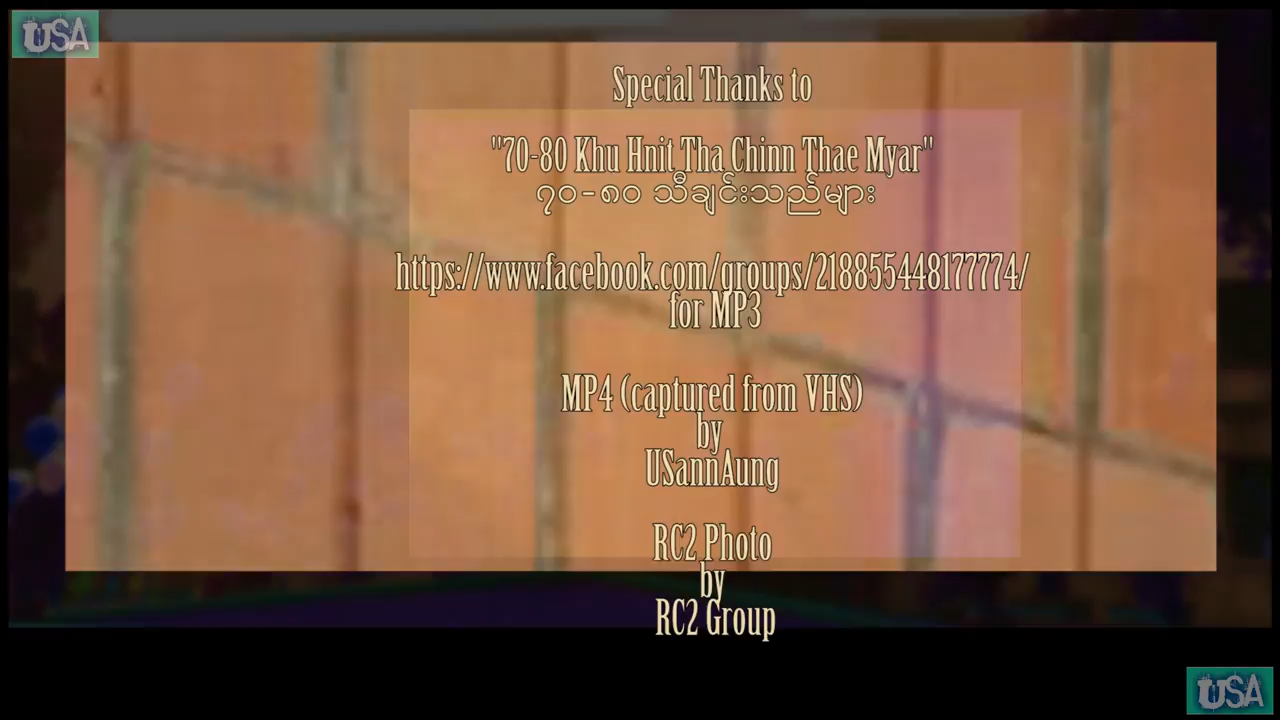 USA
Special Thanks to
"70-80 Khu Hnit Tha Chinn Thae Myar"
၇၀-၈၀ သီချင်းသည်များ
https://www.facebook.com/groups/218855448177774/
for MP3
MP4 (captured from VHS)
by
USannAung
RC2 Photo
by
RC2 Group
USA